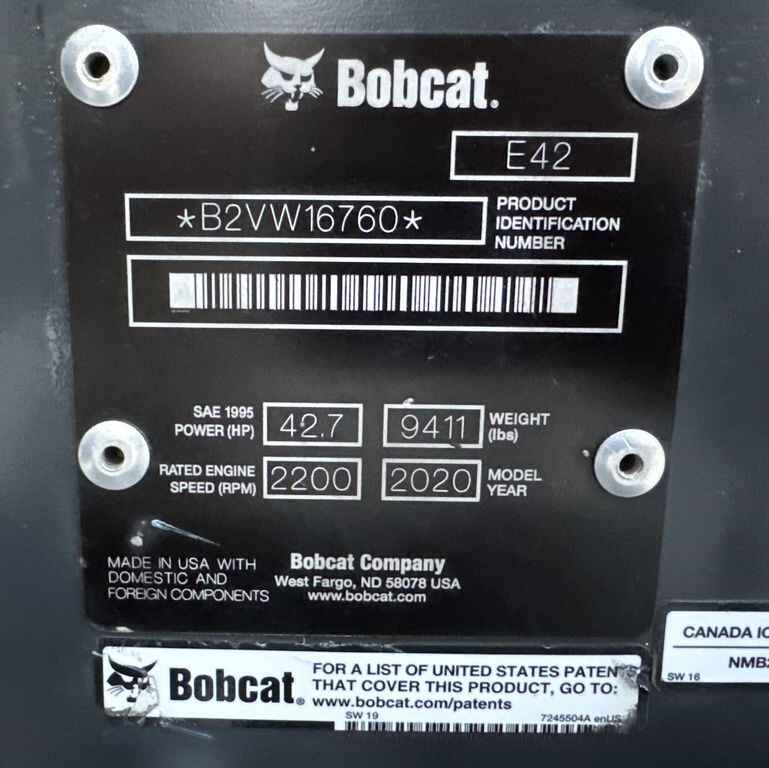 Bobcat.
E42
*B2VW16760*
PRODUCT
IDENTIFICATION
NUMBER
SAE 1995
POWER (HP)
42.7
9411
WEIGHT
(lbs)
RATED ENGINE
SPEED (RPM)
2200
2020
MODEL
YEAR
MADE IN USA WITH
DOMESTIC AND
FOREIGN COMPONENTS
Bobcat Company
West Fargo, ND 58078 USA
www.bobcat.com
CANADA IC
NMB
SW 16
Bobcat.
FOR A LIST OF UNITED STATES PATENTS
THAT COVER THIS PRODUCT, GO TO:
www.bobcat.com/patents
SW 19
7245504A enUS